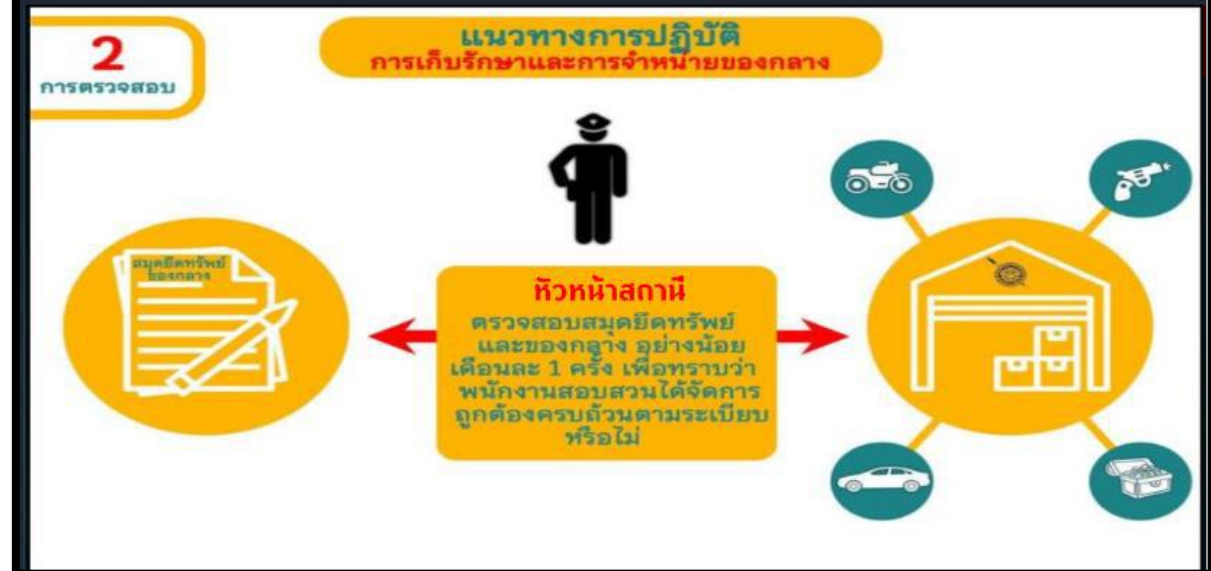 2
การตรวจสอบ
แนวทางการปฏิบัติ
การเก็บรักษาและการจำหน่ายของกลาง
สมุดยึดทรัพย์
ของกลาง
หัวหน้าสถานี
ตรวจสอบสมุดยึดทรัพย์
และของกลาง อย่างน้อย
เดือนละ 1 ครั้ง เพื่อทราบว่า
พนักงานสอบสวนได้จัดการ
ถูกต้องครบถ้วนตามระเบียบ
หรือไม่